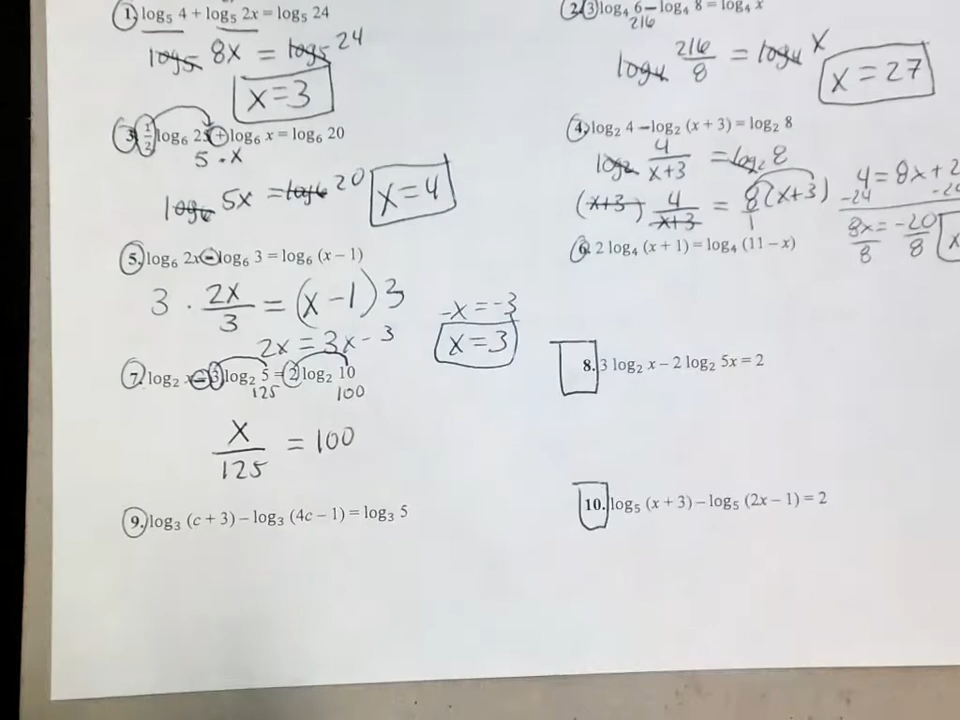 1. log₅ 4 + log₅ 2x = log₅ 24
log₅ 8x = log₅ 24
x = 3
2. 3 log₄ 6 − log₄ 8 = log₄ x
216
log₄ 216/8 = log₄ x
x = 27
3. 1/2 log₆ 25 + log₆ x = log₆ 20
5 · x
log₆ 5x = log₆ 20
x = 4
4. log₂ 4 − log₂ (x + 3) = log₂ 8
log₂ 4/x+3 = log₂ 8
(x+3) 4/x+3 = 8(x+3)
1
4 = 8x + 2
-24 -2
8x/8 = -20/8
x
5. log₆ 2x − log₆ 3 = log₆ (x − 1)
3 · 2x/3 = (x − 1) 3
2x = 3x − 3
-x = -3
x = 3
6. 2 log₄ (x + 1) = log₄ (11 − x)
7. log₂ x − 3 log₂ 5 = 2 log₂ 10
125 100
x/125 = 100
8. 3 log₂ x − 2 log₂ 5x = 2
9. log₃ (c + 3) − log₃ (4c − 1) = log₃ 5
10. log₅ (x + 3) − log₅ (2x − 1) = 2